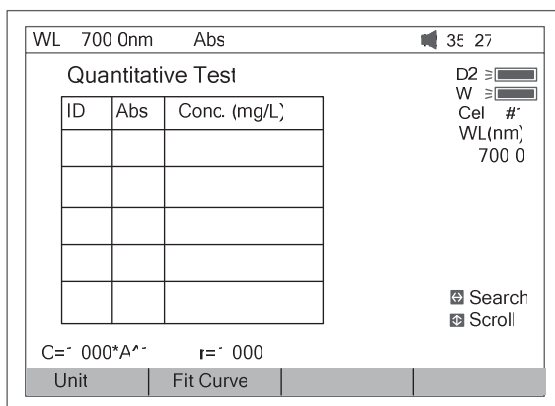 WL 700.0nm Abs
Quantitative Test
ID Abs Conc. (mg/L)
D2
W
Cell
WL(nm)
700.0
Search
Scroll
Unit Fit Curve